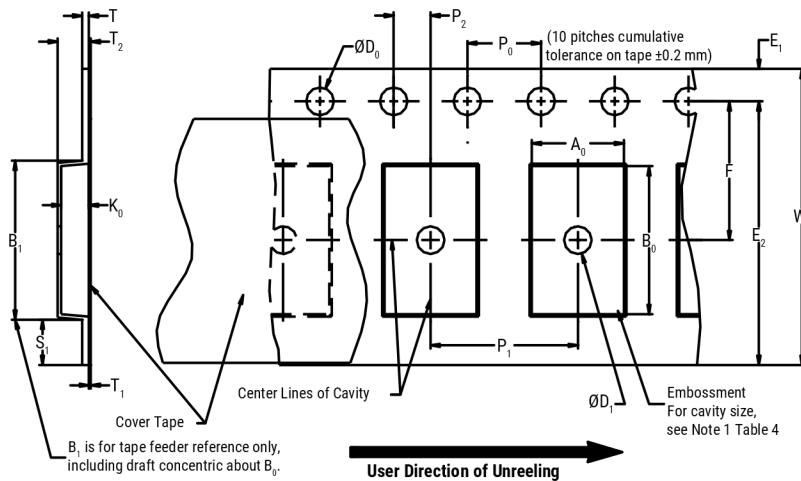 T
T₂
ØD₀
P₂
P₀
(10 pitches cumulative
tolerance on tape ±0.2 mm)
E₁
A₀
F
W
K₀
B₁
B₀
E₂
S₁
P₁
T₁
Center Lines of Cavity
ØD₁
Embossment
For cavity size,
see Note 1 Table 4
Cover Tape
B₁ is for tape feeder reference only,
including draft concentric about B₀.
User Direction of Unreeling